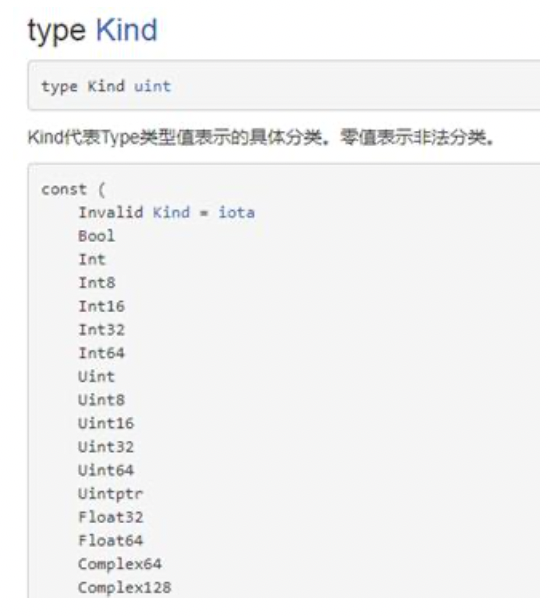 type Kind
type Kind uint
Kind代表Type类型值表示的具体分类。零值表示非法分类。
const (
    Invalid Kind = iota
    Bool
    Int
    Int8
    Int16
    Int32
    Int64
    Uint
    Uint8
    Uint16
    Uint32
    Uint64
    Uintptr
    Float32
    Float64
    Complex64
    Complex128